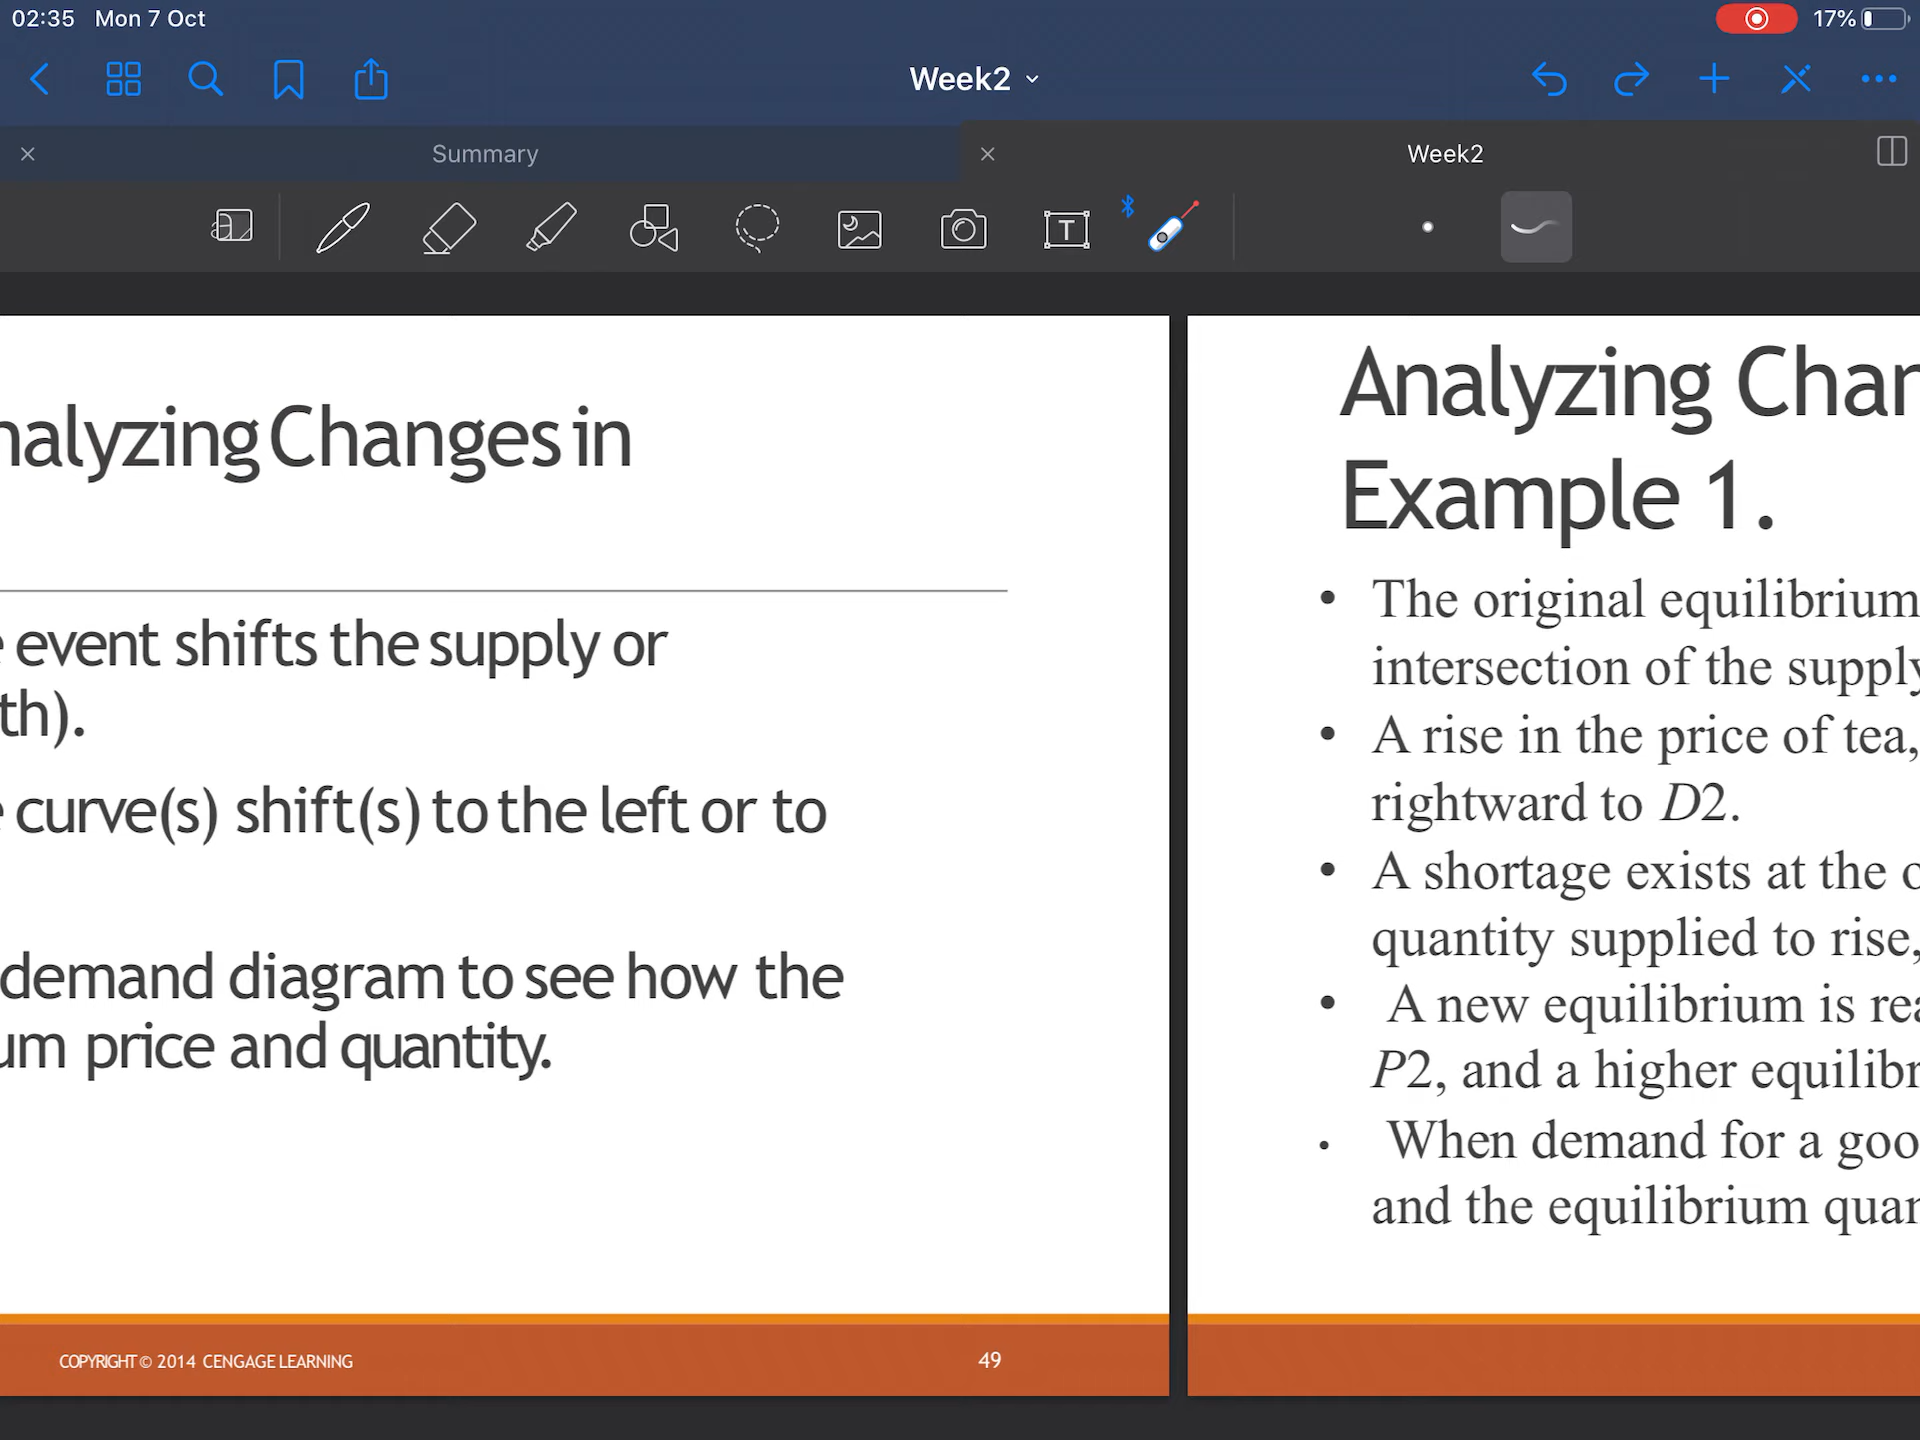 02:35 Mon 7 Oct
17%
Week2
Summary
Week2
T
nalyzing Changes in
event shifts the supply or
th).
curve(s) shift(s) to the left or to
demand diagram to see how the
um price and quantity.
COPYRIGHT © 2014 CENGAGE LEARNING
49
Analyzing Chan
Example 1.
• The original equilibrium
intersection of the supply
• A rise in the price of tea,
rightward to D2.
• A shortage exists at the o
quantity supplied to rise,
• A new equilibrium is rea
P2, and a higher equilibr
• When demand for a goo
and the equilibrium quan